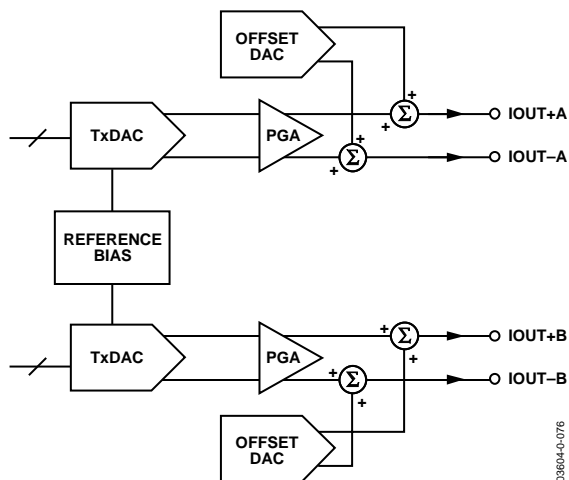 OFFSET
DAC
+
+
TxDAC
PGA
+
Σ
IOUT+A
+
+
Σ
IOUT–A
REFERENCE
BIAS
TxDAC
PGA
+
Σ
IOUT+B
+
+
Σ
IOUT–B
+
OFFSET
DAC
03604-0-076